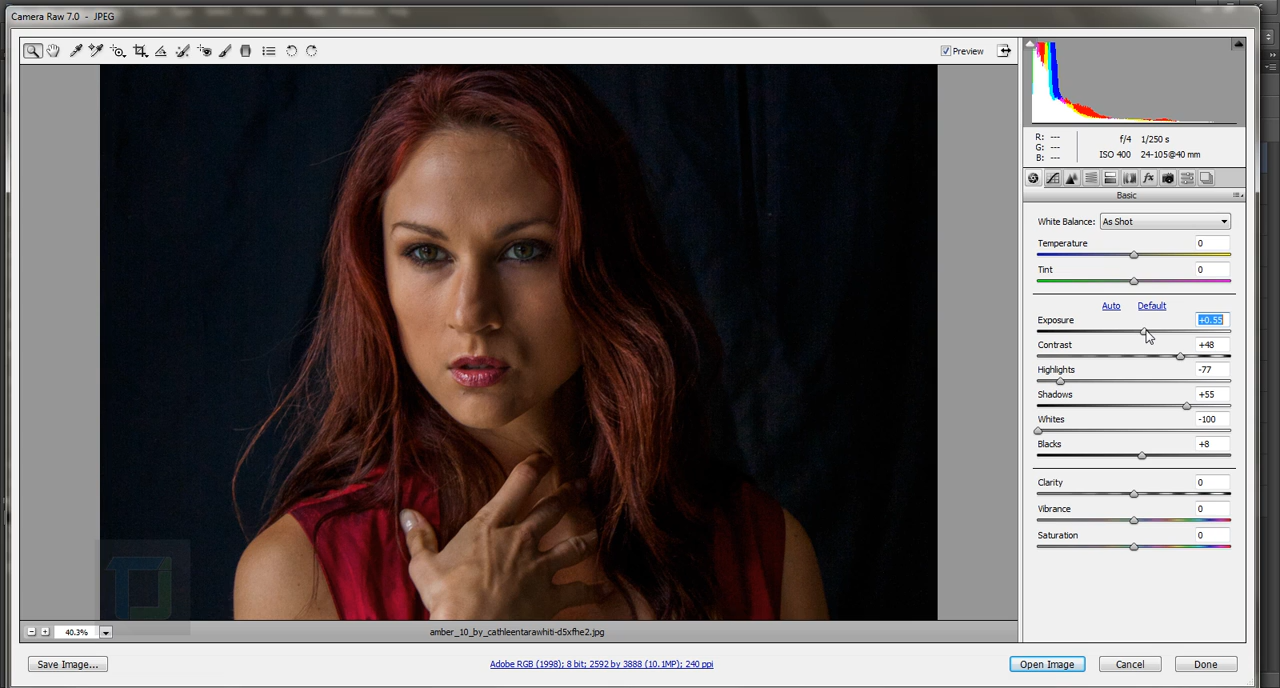 Camera Raw 7.0 - JPEG
Preview
R: ---
G: ---
B: ---
f/4 1/250 s
ISO 400 24-105@40 mm
fx
Basic
White Balance: As Shot
Temperature 0
Tint 0
Auto Default
Exposure +0.55
Contrast +48
Highlights -77
Shadows +55
Whites -100
Blacks +8
Clarity 0
Vibrance 0
Saturation 0
40.3%
amber_10_by_cathleentarawhiti-d5xfhe2.jpg
Save Image...
Adobe RGB (1998); 8 bit; 2592 by 3888 (10.1MP); 240 ppi
Open Image Cancel Done